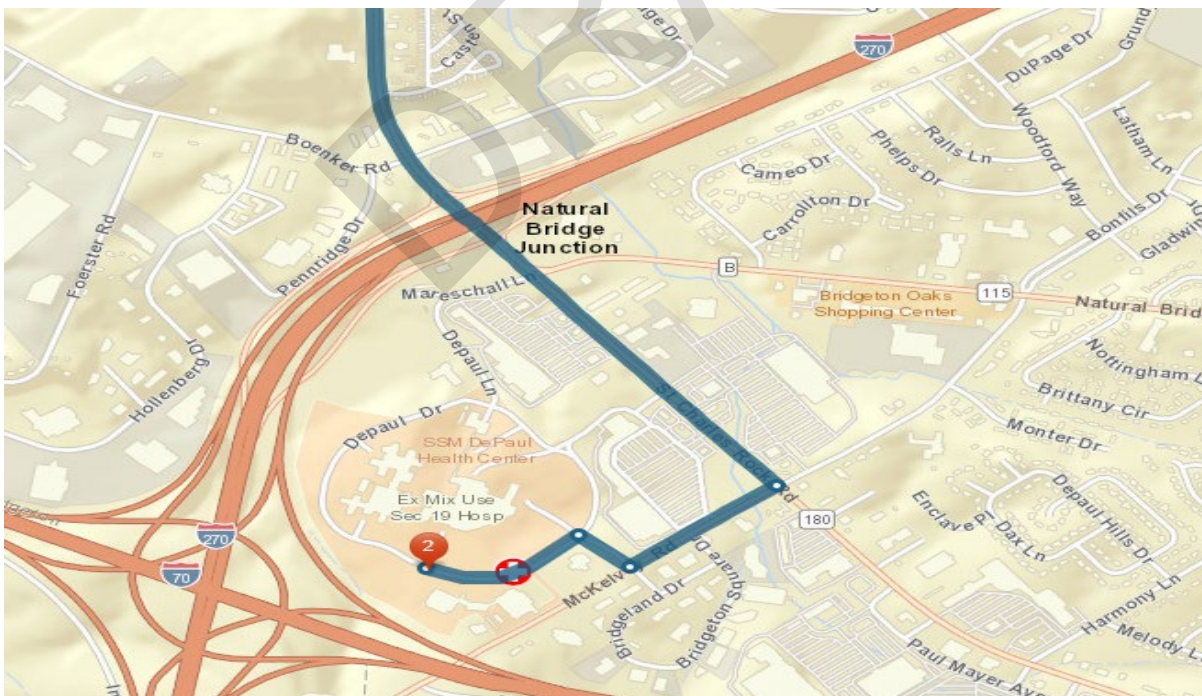 Caste
270
DuPage Dr
Boenker Rd
Ralls Ln
Woodford Way
Latham Ln
Phelps Dr
Cameo Dr
Carrollton Dr
Bonfils Dr
Foerster Rd
Pennridge Dr
Natural
Bridge
Junction
B
115
Mareschall Ln
Bridgeton Oaks
Shopping Center
Hollenberg Dr
Depaul Ln
Nottingham L
Brittany Cir
Depaul Dr
St Charles Rock Rd
Monter Dr
SSM DePaul
Health Center
Ex Mix Use
Sec 19 Hosp
180
Enclave Pl
Dax Ln
Depaul Hills Dr
270
70
2
Rd
McKelv
Bridgeland Dr
Bridgeton Square Dr
Harmony Ln
Melody L
Paul Mayer Ave